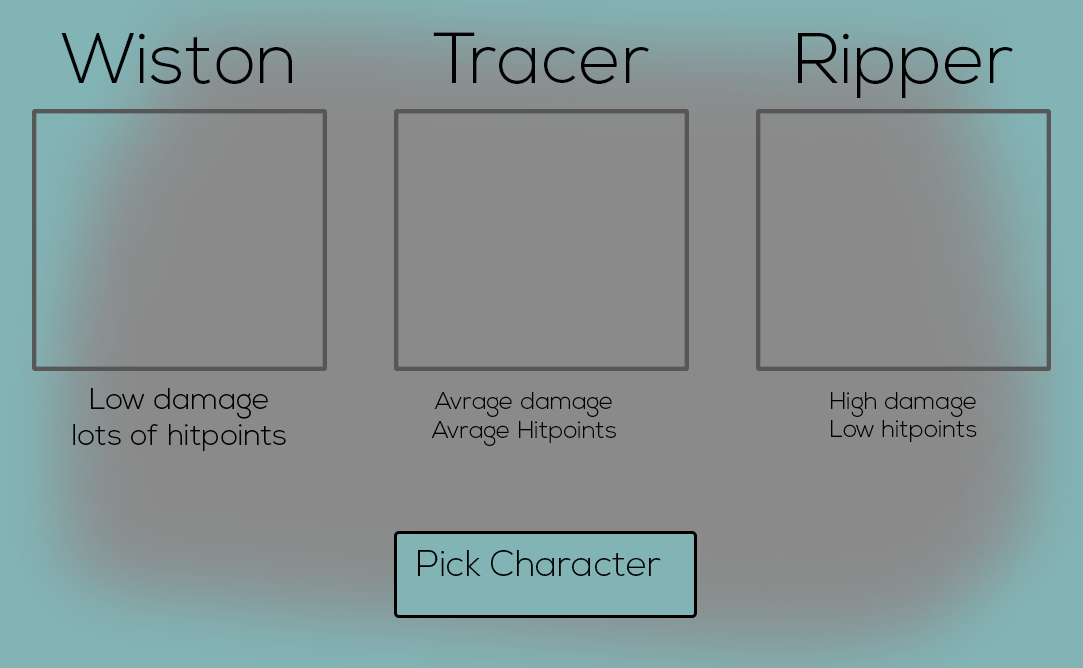 Wiston
Tracer
Ripper
Low damage
lots of hitpoints
Avrage damage
Avrage Hitpoints
High damage
Low hitpoints
Pick Character